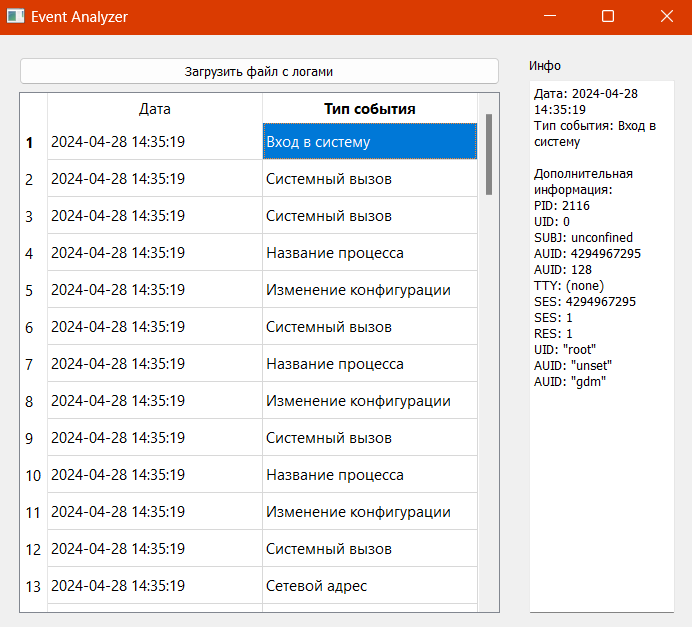 Event Analyzer
Загрузить файл с логами
Дата Тип события
1 2024-04-28 14:35:19 Вход в систему
2 2024-04-28 14:35:19 Системный вызов
3 2024-04-28 14:35:19 Системный вызов
4 2024-04-28 14:35:19 Название процесса
5 2024-04-28 14:35:19 Изменение конфигурации
6 2024-04-28 14:35:19 Системный вызов
7 2024-04-28 14:35:19 Название процесса
8 2024-04-28 14:35:19 Изменение конфигурации
9 2024-04-28 14:35:19 Системный вызов
10 2024-04-28 14:35:19 Название процесса
11 2024-04-28 14:35:19 Изменение конфигурации
12 2024-04-28 14:35:19 Системный вызов
13 2024-04-28 14:35:19 Сетевой адрес
Инфо
Дата: 2024-04-28
14:35:19
Тип события: Вход в
систему
Дополнительная
информация:
PID: 2116
UID: 0
SUBJ: unconfined
AUID: 4294967295
AUID: 128
TTY: (none)
SES: 4294967295
SES: 1
RES: 1
UID: "root"
AUID: "unset"
AUID: "gdm"